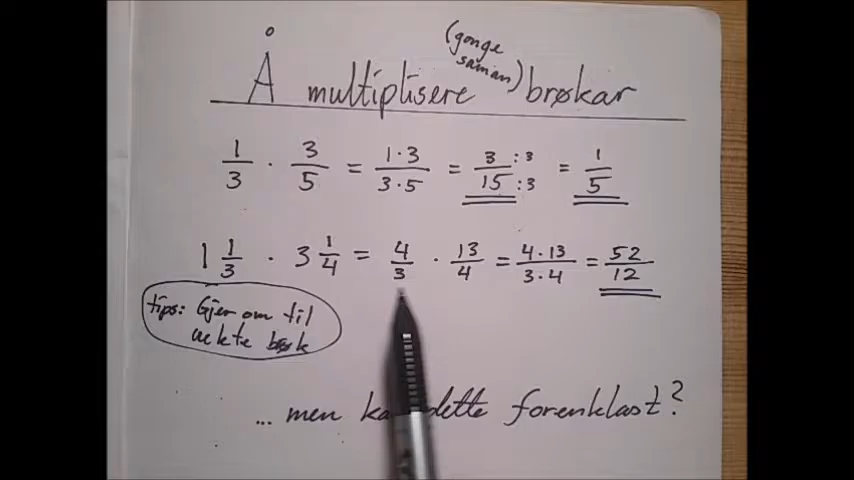 Å multiplisere (gonge saman) brøkar
1/3 · 3/5 = 1·3/3·5 = 3/15 :3/:3 = 1/5
1 1/3 · 3 1/4 = 4/3 · 13/4 = 4·13/3·4 = 52/12
tips: Gjer om til
uekte brøk
... men kan dette forenklast?